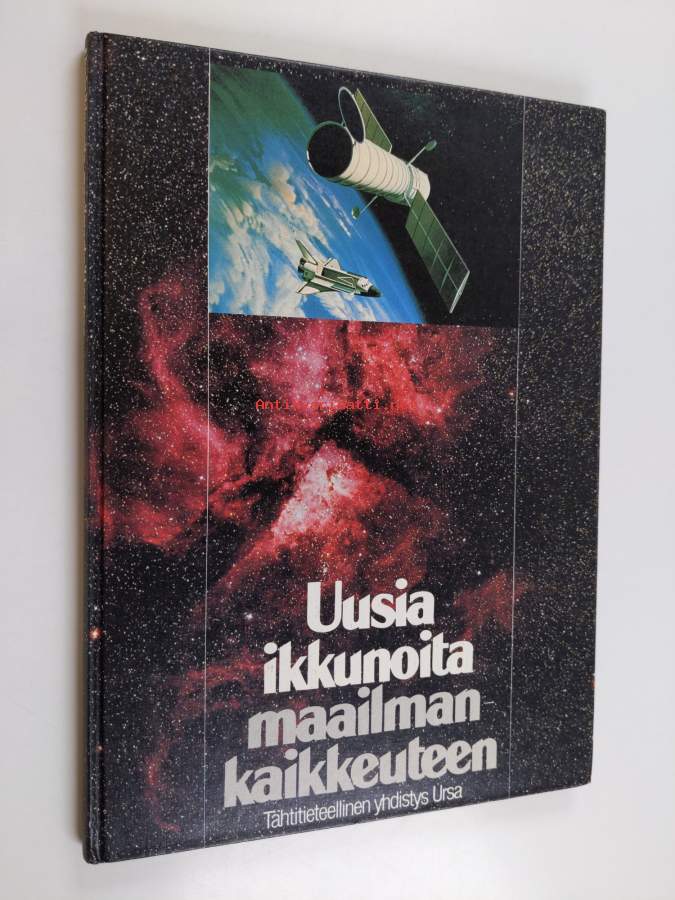 Uusia
ikkunoita
maailman
kaikkeuteen
Tähtitieteellinen yhdistys Ursa